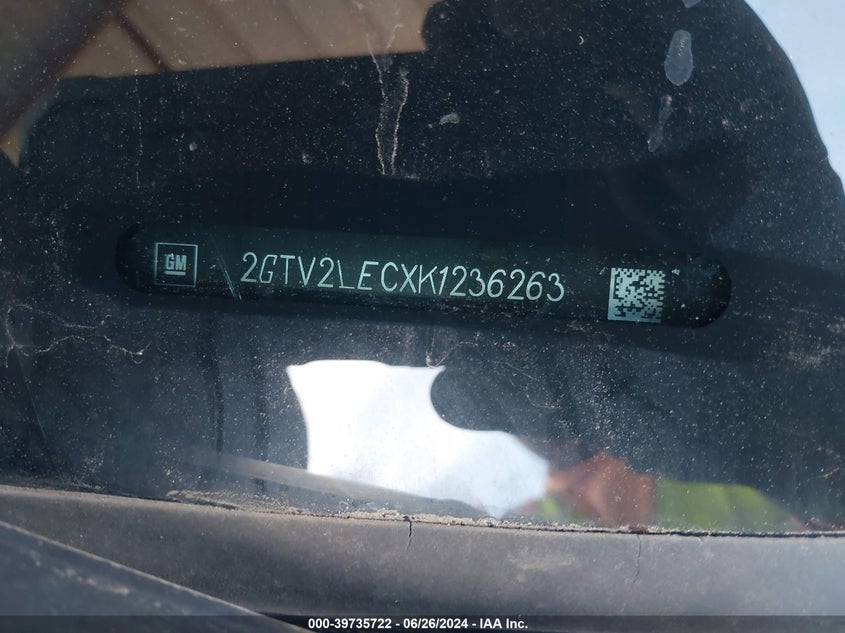 GM 2GTV2LECXK1236263
000-39735722 - 06/26/2024 - IAA Inc.